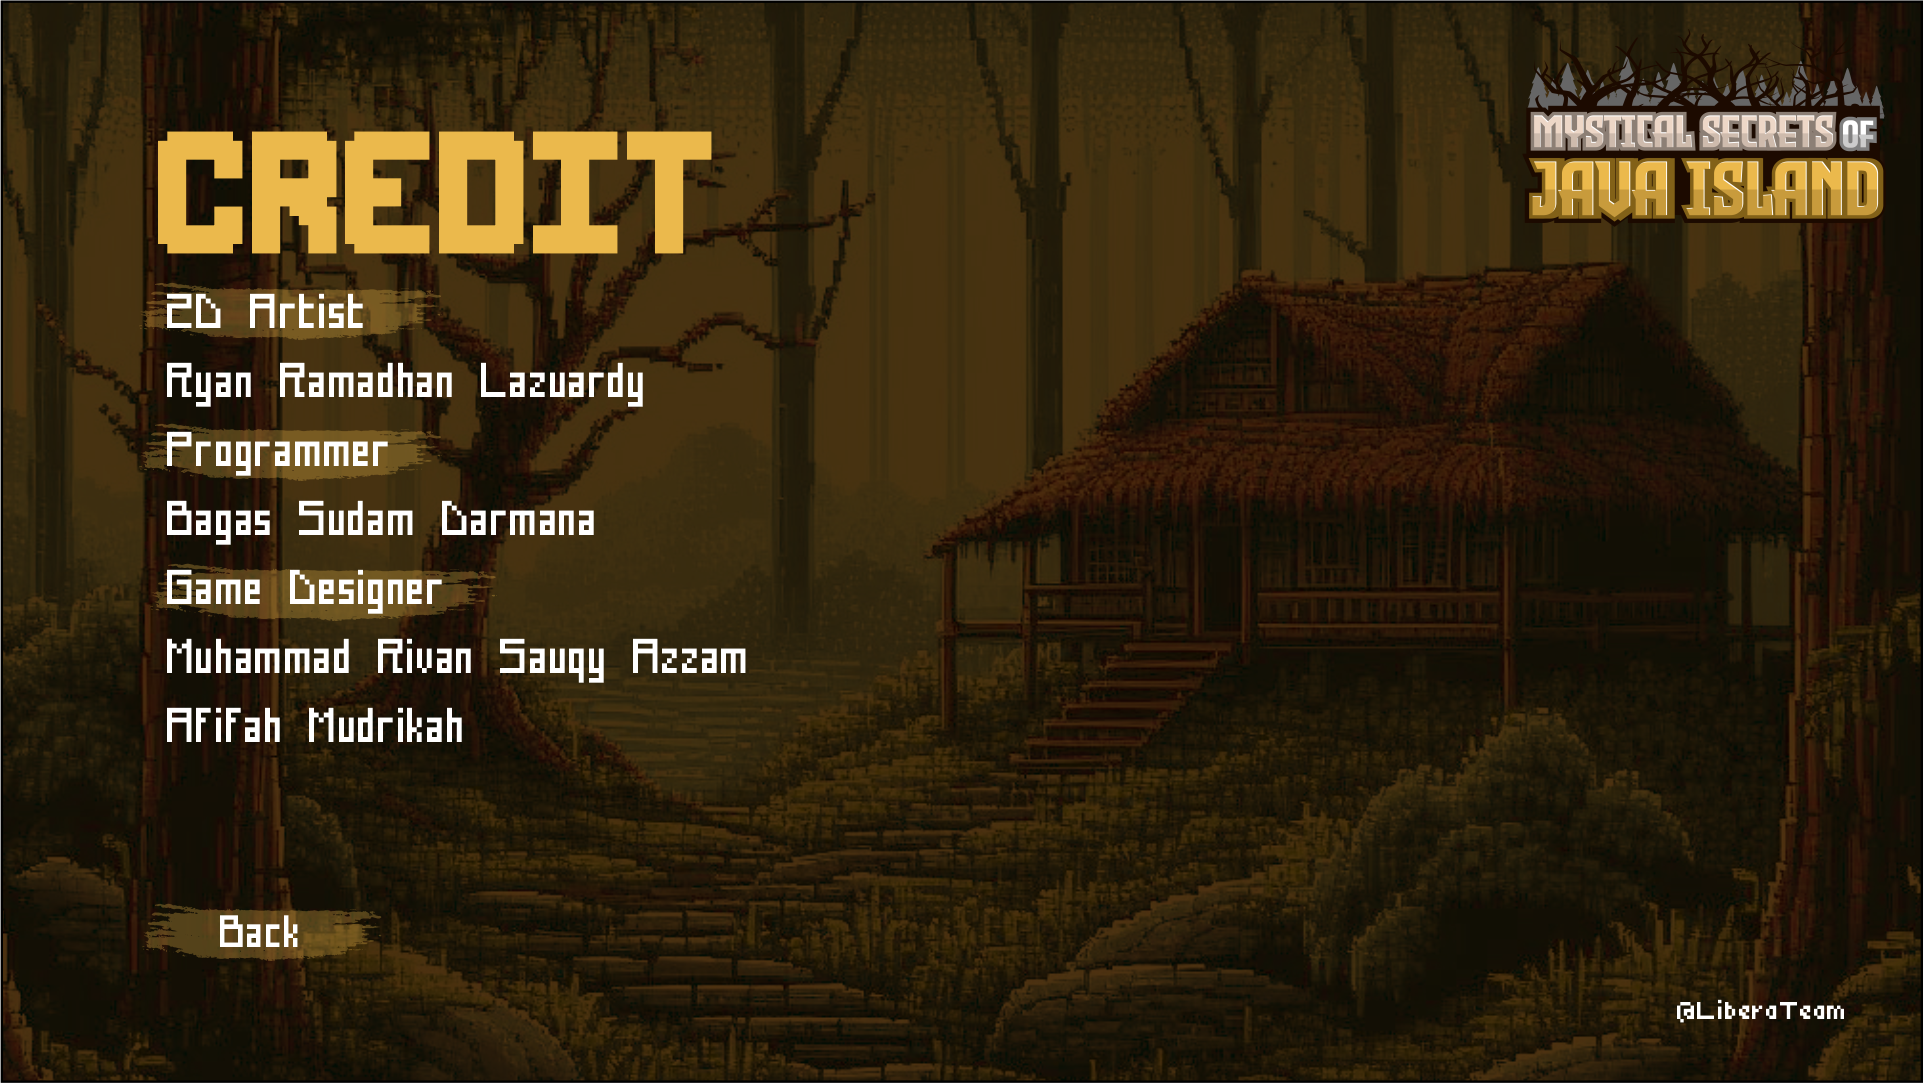 CREDIT
MYSTICAL SECRETS OF
JAVA ISLAND
2D Artist
Ryan Ramadhan Lazuardy
Programmer
Bagas Sudam Darmana
Game Designer
Muhammad Rivan Sauqy Azzam
Afifah Mudrikah
Back
@LiberaTeam